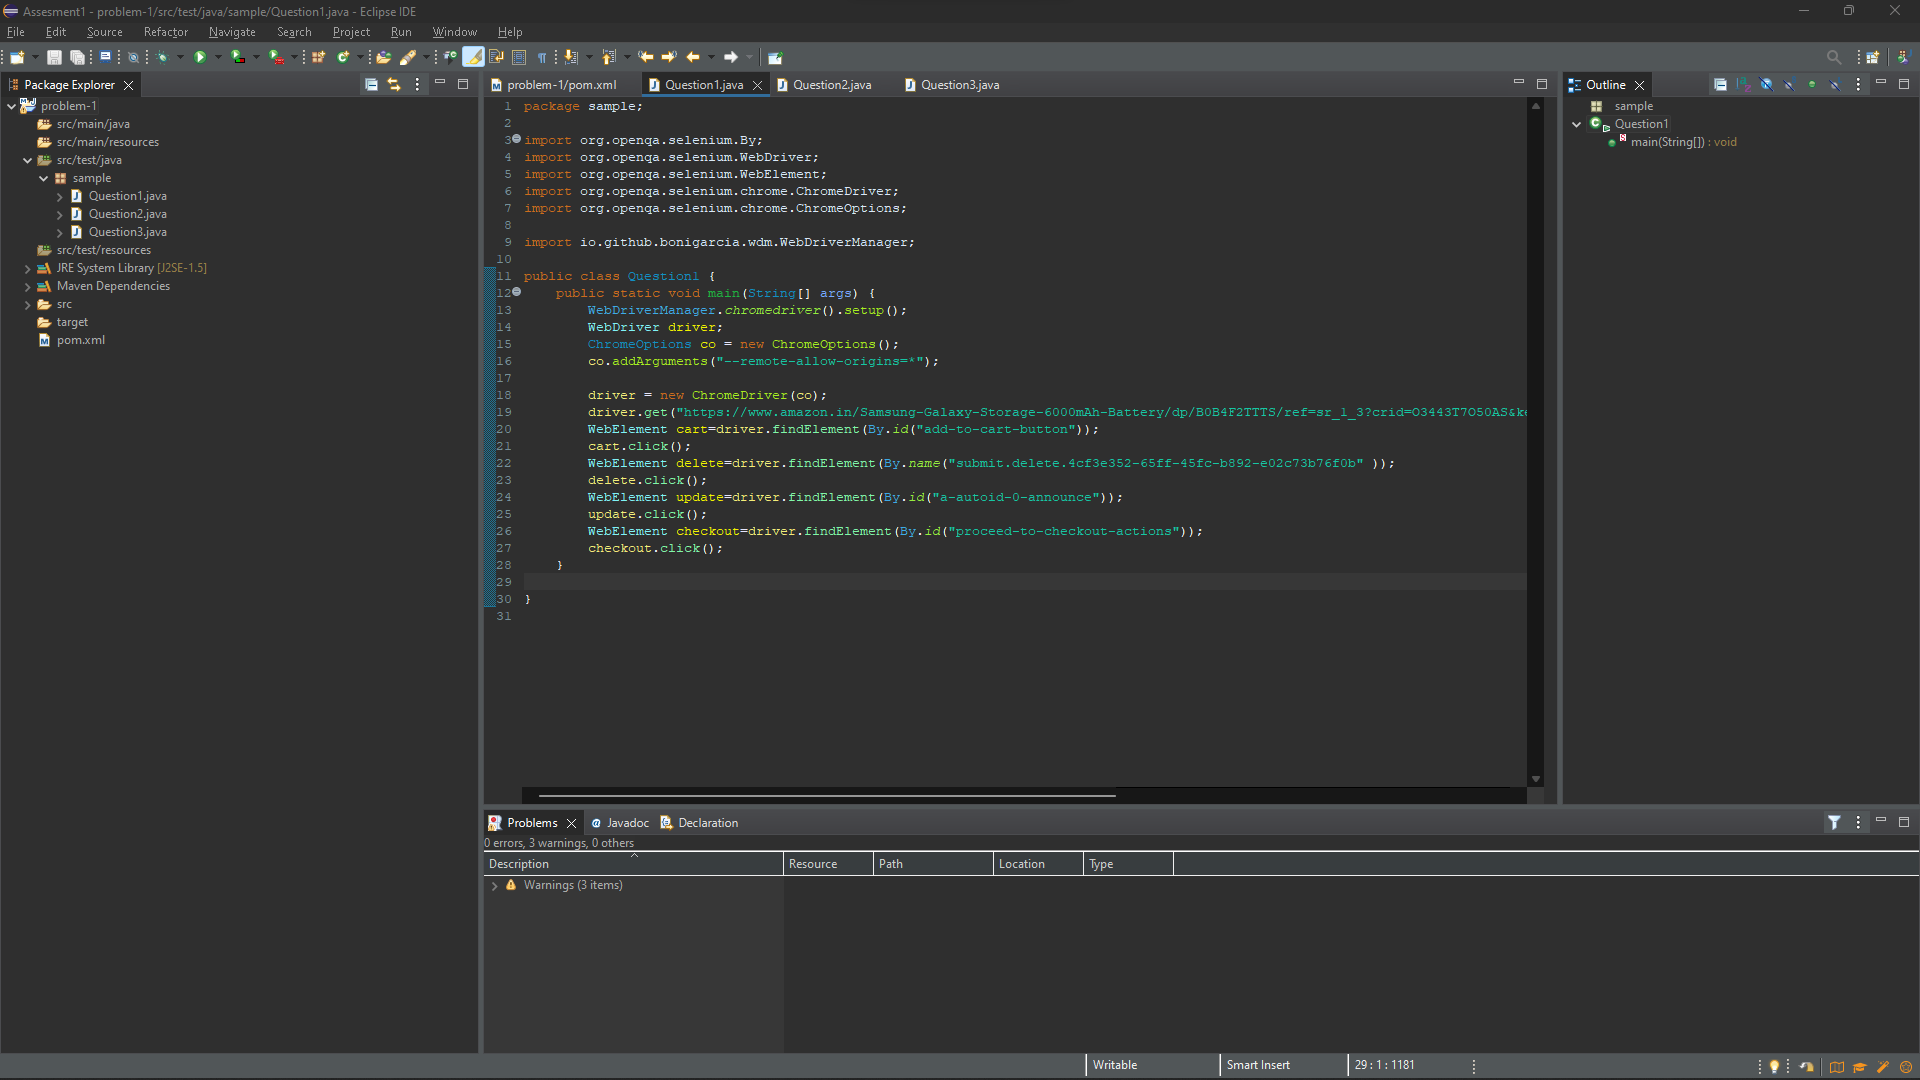 Assesment1 - problem-1/src/test/java/sample/Question1.java - Eclipse IDE
File Edit Source Refactor Navigate Search Project Run Window Help
Package Explorer
problem-1
src/main/java
src/main/resources
src/test/java
sample
Question1.java
Question2.java
Question3.java
src/test/resources
JRE System Library [J2SE-1.5]
Maven Dependencies
src
target
pom.xml
problem-1/pom.xml Question1.java Question2.java Question3.java
1 package sample;
2
3 import org.openqa.selenium.By;
4 import org.openqa.selenium.WebDriver;
5 import org.openqa.selenium.WebElement;
6 import org.openqa.selenium.chrome.ChromeDriver;
7 import org.openqa.selenium.chrome.ChromeOptions;
8
9 import io.github.bonigarcia.wdm.WebDriverManager;
10
11 public class Question1 {
12 public static void main(String[] args) {
13 WebDriverManager.chromedriver().setup();
14 WebDriver driver;
15 ChromeOptions co = new ChromeOptions();
16 co.addArguments("--remote-allow-origins=*");
17
18 driver = new ChromeDriver(co);
19 driver.get("https://www.amazon.in/Samsung-Galaxy-Storage-6000mAh-Battery/dp/B0B4F2TTTS/ref=sr_1_3?crid=O3443T7O50AS&ke
20 WebElement cart=driver.findElement(By.id("add-to-cart-button"));
21 cart.click();
22 WebElement delete=driver.findElement(By.name("submit.delete.4cf3e352-65ff-45fc-b892-e02c73b76f0b" ));
23 delete.click();
24 WebElement update=driver.findElement(By.id("a-autoid-0-announce"));
25 update.click();
26 WebElement checkout=driver.findElement(By.id("proceed-to-checkout-actions"));
27 checkout.click();
28 }
29
30 }
31
Outline
sample
Question1
main(String[]) : void
Problems Javadoc Declaration
0 errors, 3 warnings, 0 others
Description Resource Path Location Type
Warnings (3 items)
Writable Smart Insert 29 : 1 : 1181